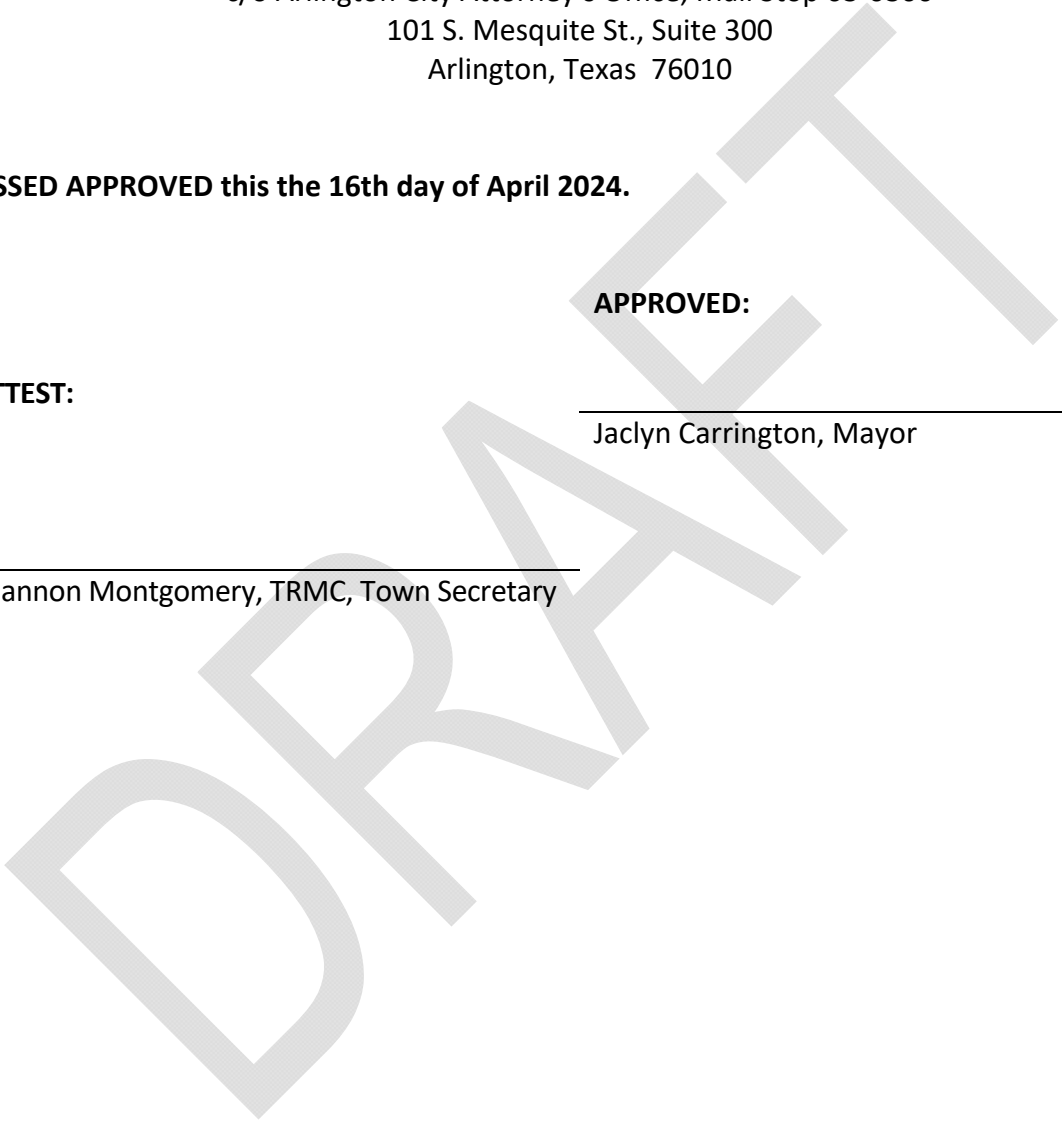 101 S. Mesquite St., Suite 300
Arlington, Texas 76010
SSED APPROVED this the 16th day of April 2024.
APPROVED:
TTEST:
Jaclyn Carrington, Mayor
annon Montgomery, TRMC, Town Secretary
DRAFT